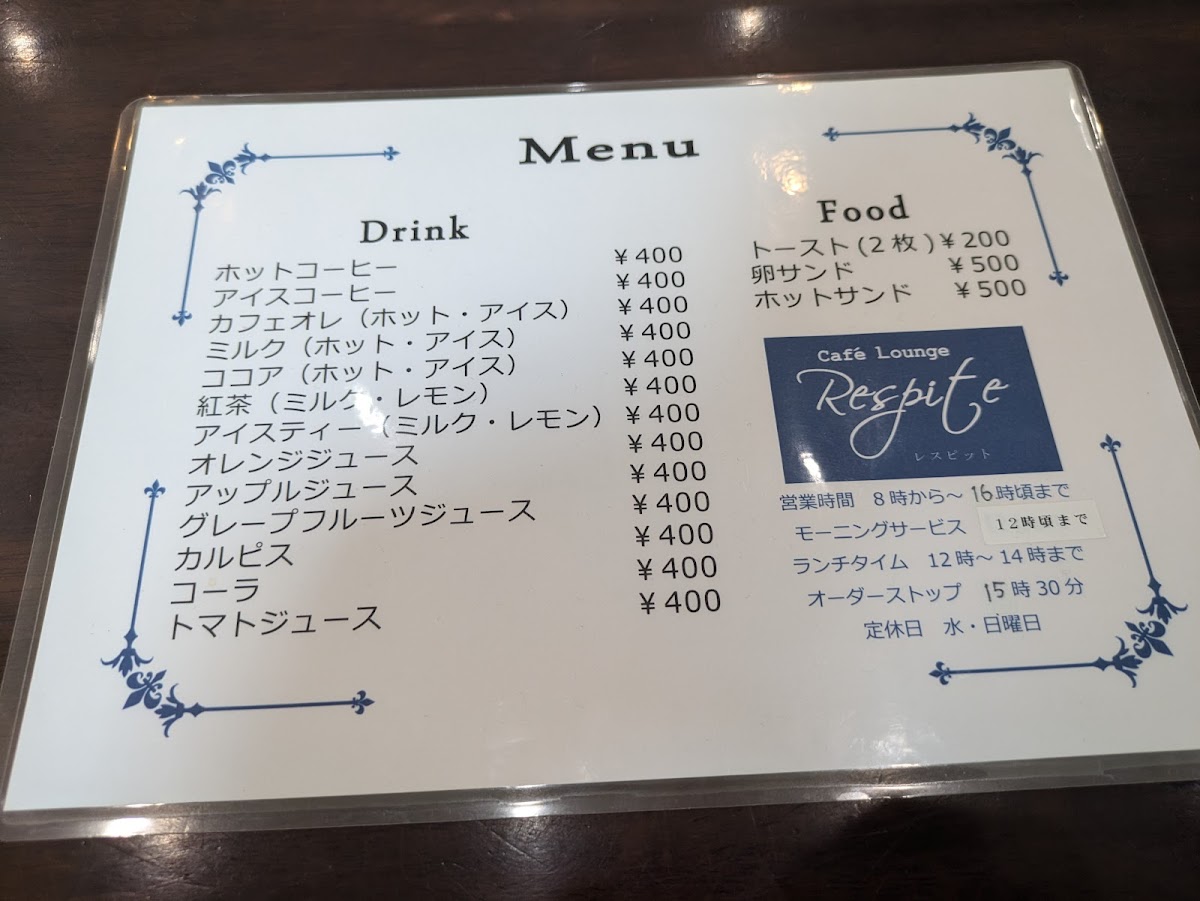 Menu
Drink
ホットコーヒー ¥400
アイスコーヒー ¥400
カフェオレ（ホット・アイス） ¥400
ミルク（ホット・アイス） ¥400
ココア（ホット・アイス） ¥400
紅茶（ミルク・レモン） ¥400
アイスティー（ミルク・レモン） ¥400
オレンジジュース ¥400
アップルジュース ¥400
グレープフルーツジュース ¥400
カルピス ¥400
コーラ ¥400
トマトジュース ¥400
Food
トースト(2枚)¥200
卵サンド ¥500
ホットサンド ¥500
Café Lounge
Respite
レスピット
営業時間 8時から～16時頃まで
モーニングサービス 12時頃まで
ランチタイム 12時～14時まで
オーダーストップ 15時30分
定休日 水・日曜日